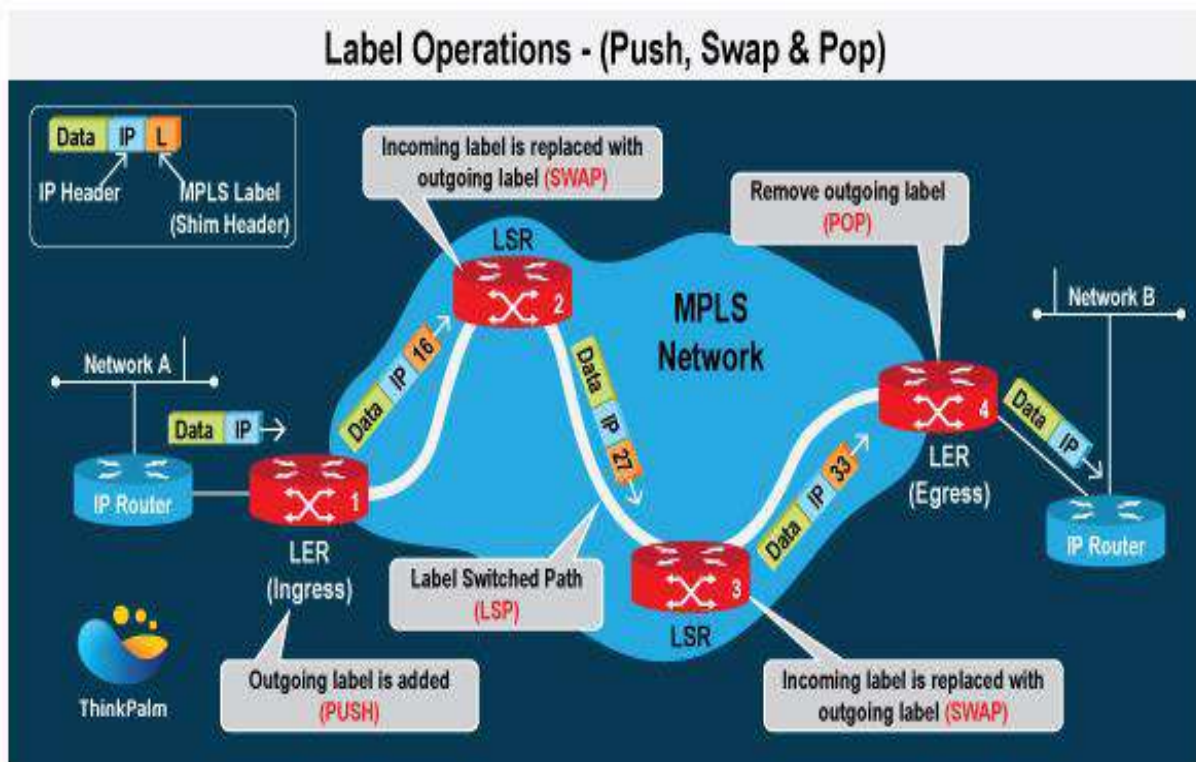 Label Operations - (Push, Swap & Pop)
Data IP L
IP Header
MPLS Label
(Shim Header)
Incoming label is replaced with
outgoing label (SWAP)
Remove outgoing label
(POP)
LSR
2
MPLS
Network
Network B
Network A
Data IP 16
Data IP 27
Data IP
IP Router
1
LER
(Ingress)
4
LER
(Egress)
Data IP
IP Router
Data IP 33
3
LSR
Label Switched Path
(LSP)
ThinkPalm
Outgoing label is added
(PUSH)
Incoming label is replaced with
outgoing label (SWAP)